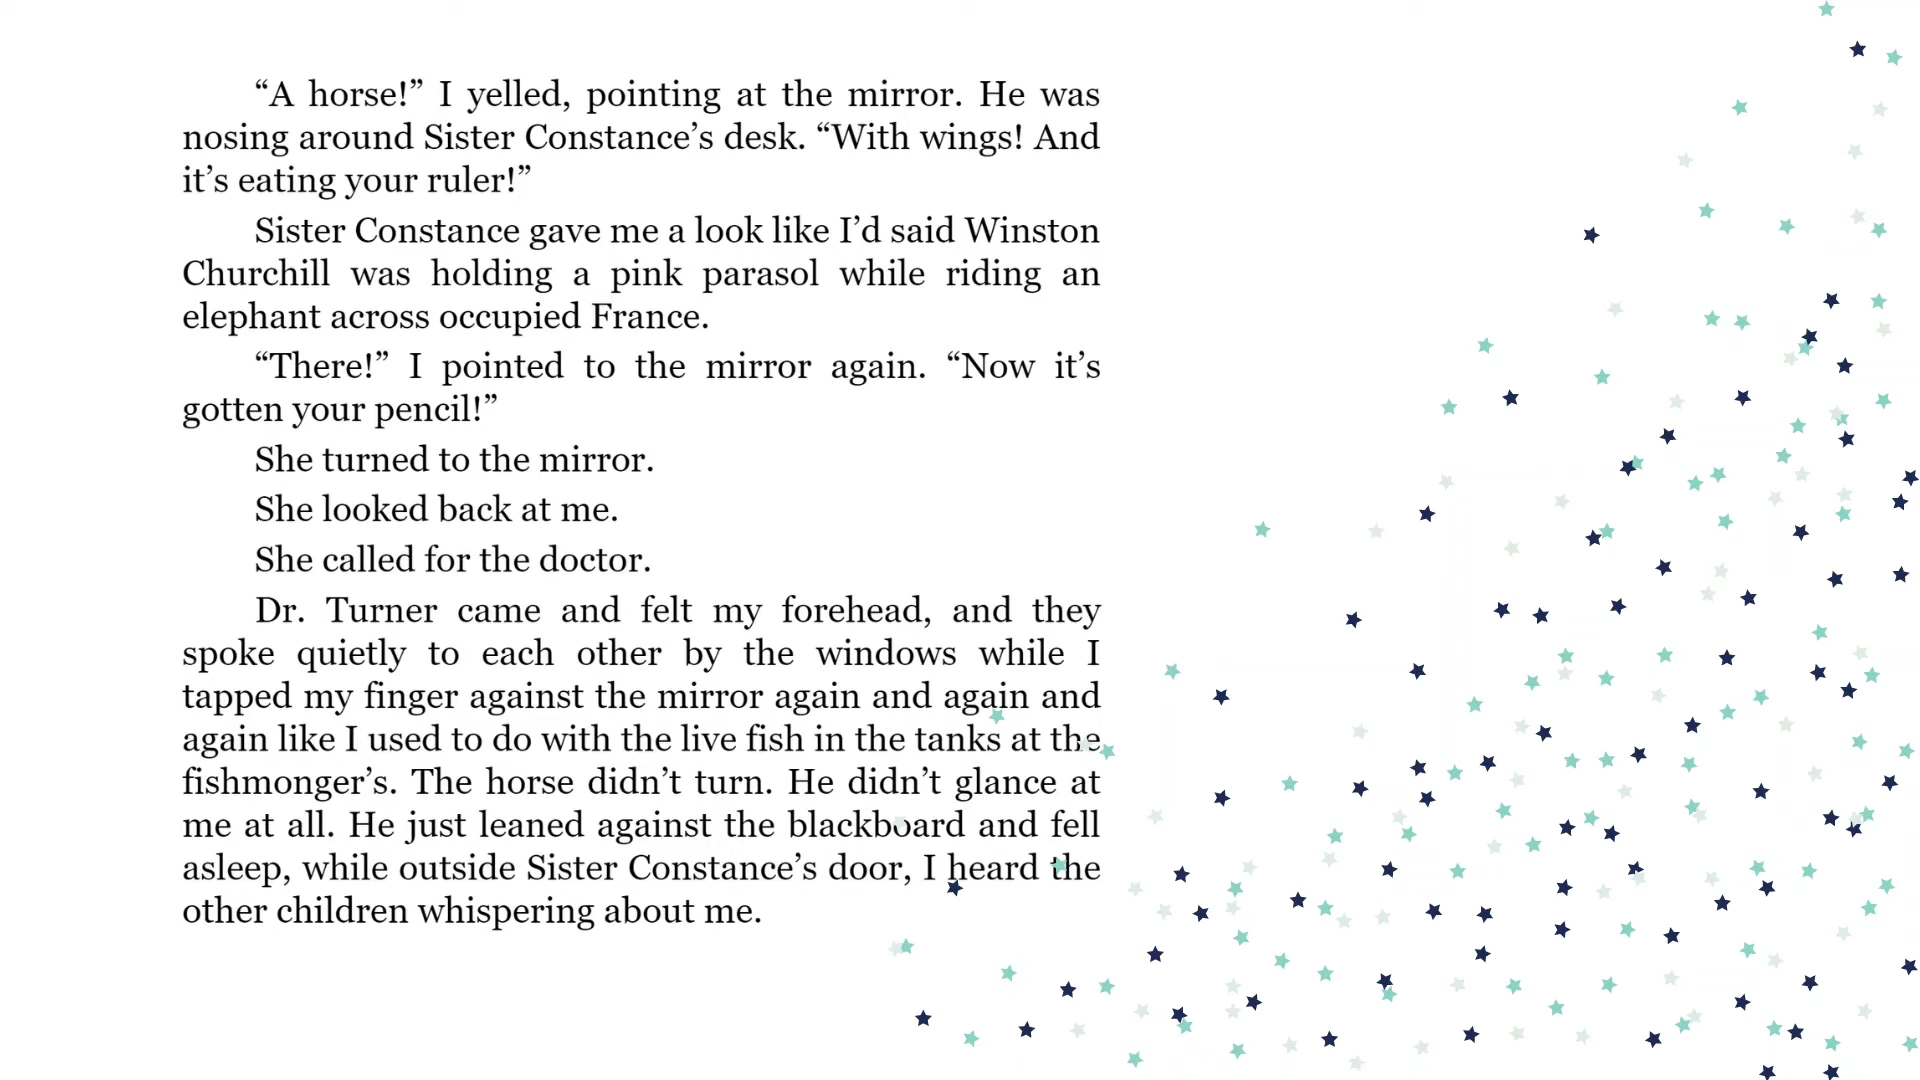 “A horse!” I yelled, pointing at the mirror. He was
nosing around Sister Constance’s desk. “With wings! And
it’s eating your ruler!”
Sister Constance gave me a look like I’d said Winston
Churchill was holding a pink parasol while riding an
elephant across occupied France.
“There!” I pointed to the mirror again. “Now it’s
gotten your pencil!”
She turned to the mirror.
She looked back at me.
She called for the doctor.
Dr. Turner came and felt my forehead, and they
spoke quietly to each other by the windows while I
tapped my finger against the mirror again and again and
again like I used to do with the live fish in the tanks at the
fishmonger’s. The horse didn’t turn. He didn’t glance at
me at all. He just leaned against the blackboard and fell
asleep, while outside Sister Constance’s door, I heard the
other children whispering about me.